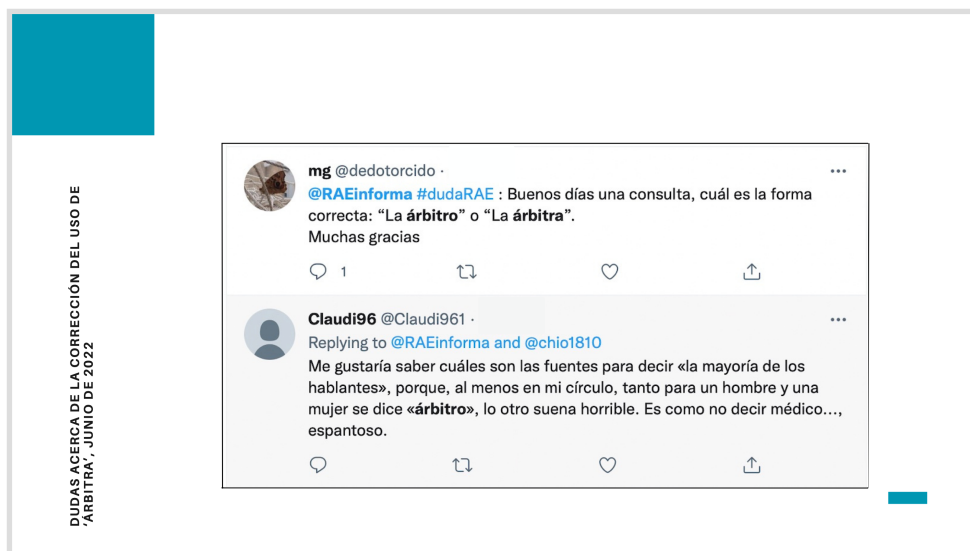 DUDAS ACERCA DE LA CORRECCIÓN DEL USO DE
‘ÁRBITRA’, JUNIO DE 2022
mg @dedotorcido ·
@RAEinforma #dudaRAE : Buenos días una consulta, cuál es la forma
correcta: “La árbitro” o “La árbitra”.
Muchas gracias
1
Claudi96 @Claudi961 ·
Replying to @RAEinforma and @chio1810
Me gustaría saber cuáles son las fuentes para decir «la mayoría de los
hablantes», porque, al menos en mi círculo, tanto para un hombre y una
mujer se dice «árbitro», lo otro suena horrible. Es como no decir médico...,
espantoso.